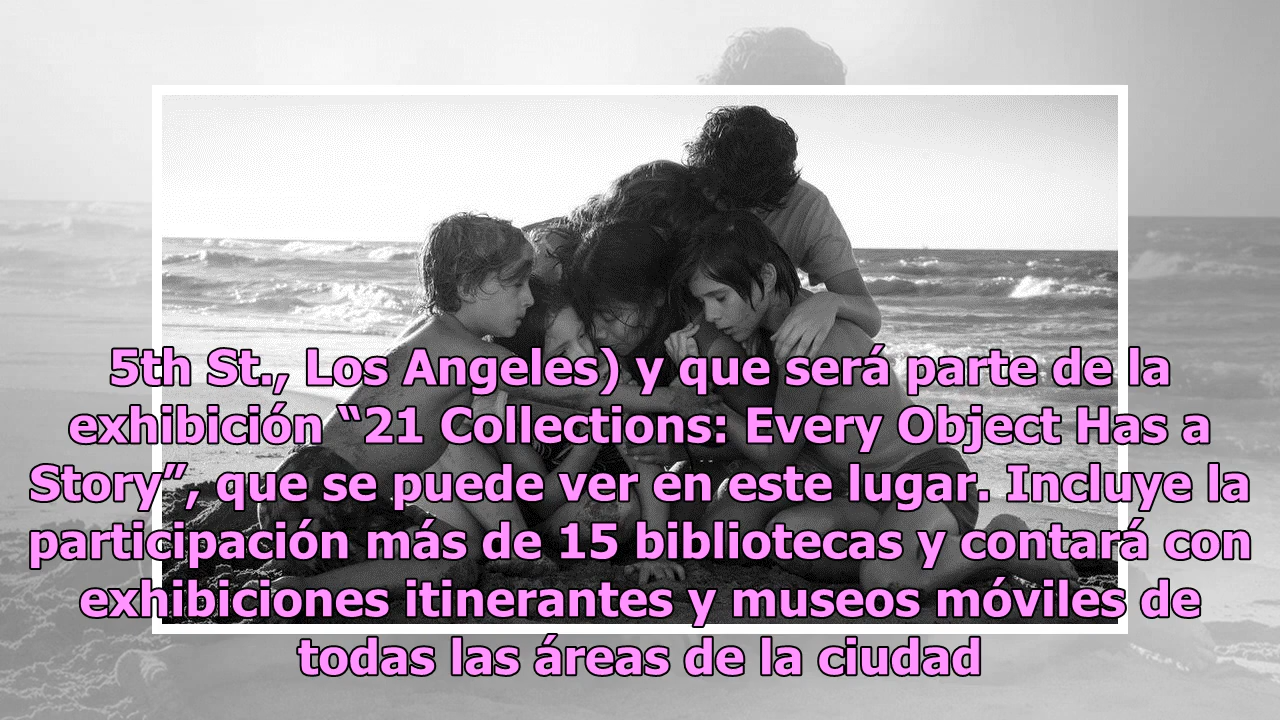 5th St., Los Angeles) y que será parte de la
exhibición “21 Collections: Every Object Has a
Story”, que se puede ver en este lugar. Incluye la
participación más de 15 bibliotecas y contará con
exhibiciones itinerantes y museos móviles de
todas las áreas de la ciudad